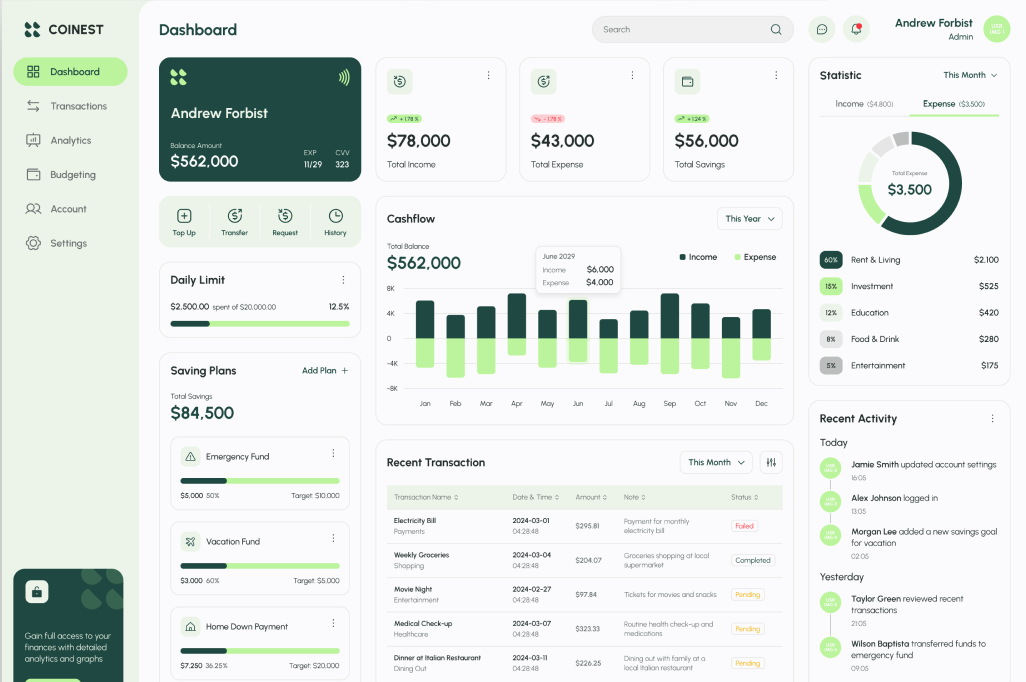 COINEST
Dashboard
Transactions
Analytics
Budgeting
Account
Settings
Gain full access to your
finances with detailed
analytics and graphs
Dashboard
Search
Andrew Forbist
Admin
Andrew Forbist
Balance Amount
$562,000
EXP
11/29
CVV
323
Top Up
Transfer
Request
History
Daily Limit
$2,500.00 spent of $20,000.00
12.5%
Saving Plans
Add Plan +
Total Savings
$84,500
Emergency Fund
$5,000 50%
Target: $10,000
Vacation Fund
$3,000 60%
Target: $5,000
Home Down Payment
$7,250 36.25%
Target: $20,000
+ 1.78 %
$78,000
Total Income
- 1.78 %
$43,000
Total Expense
+ 1.24 %
$56,000
Total Savings
Cashflow
This Year
Total Balance
$562,000
Income
Expense
June 2029
Income $6,000
Expense $4,000
8K
4K
0
-4K
-8K
Jan Feb Mar Apr May Jun Jul Aug Sep Oct Nov Dec
Recent Transaction
This Month
Transaction Name Date & Time Amount Note Status
Electricity Bill
Payments
2024-03-01
04:28:48
$295.81
Payment for monthly
electricity bill
Failed
Weekly Groceries
Shopping
2024-03-04
04:28:48
$204.07
Groceries shopping at local
supermarket
Completed
Movie Night
Entertainment
2024-02-27
04:28:48
$97.84
Tickets for movies and snacks
Pending
Medical Check-up
Healthcare
2024-03-07
04:28:48
$323.33
Routine health check-up and
medications
Pending
Dinner at Italian Restaurant
Dining Out
2024-03-11
04:28:48
$226.25
Dining out with family at a
local Italian restaurant
Pending
Statistic
This Month
Income ($4,800)
Expense ($3,500)
Total Expense
$3,500
60% Rent & Living $2,100
15% Investment $525
12% Education $420
8% Food & Drink $280
5% Entertainment $175
Recent Activity
Today
Jamie Smith updated account settings
16:05
Alex Johnson logged in
13:05
Morgan Lee added a new savings goal
for vacation
02:05
Yesterday
Taylor Green reviewed recent
transactions
21:05
Wilson Baptista transferred funds to
emergency fund
09:05